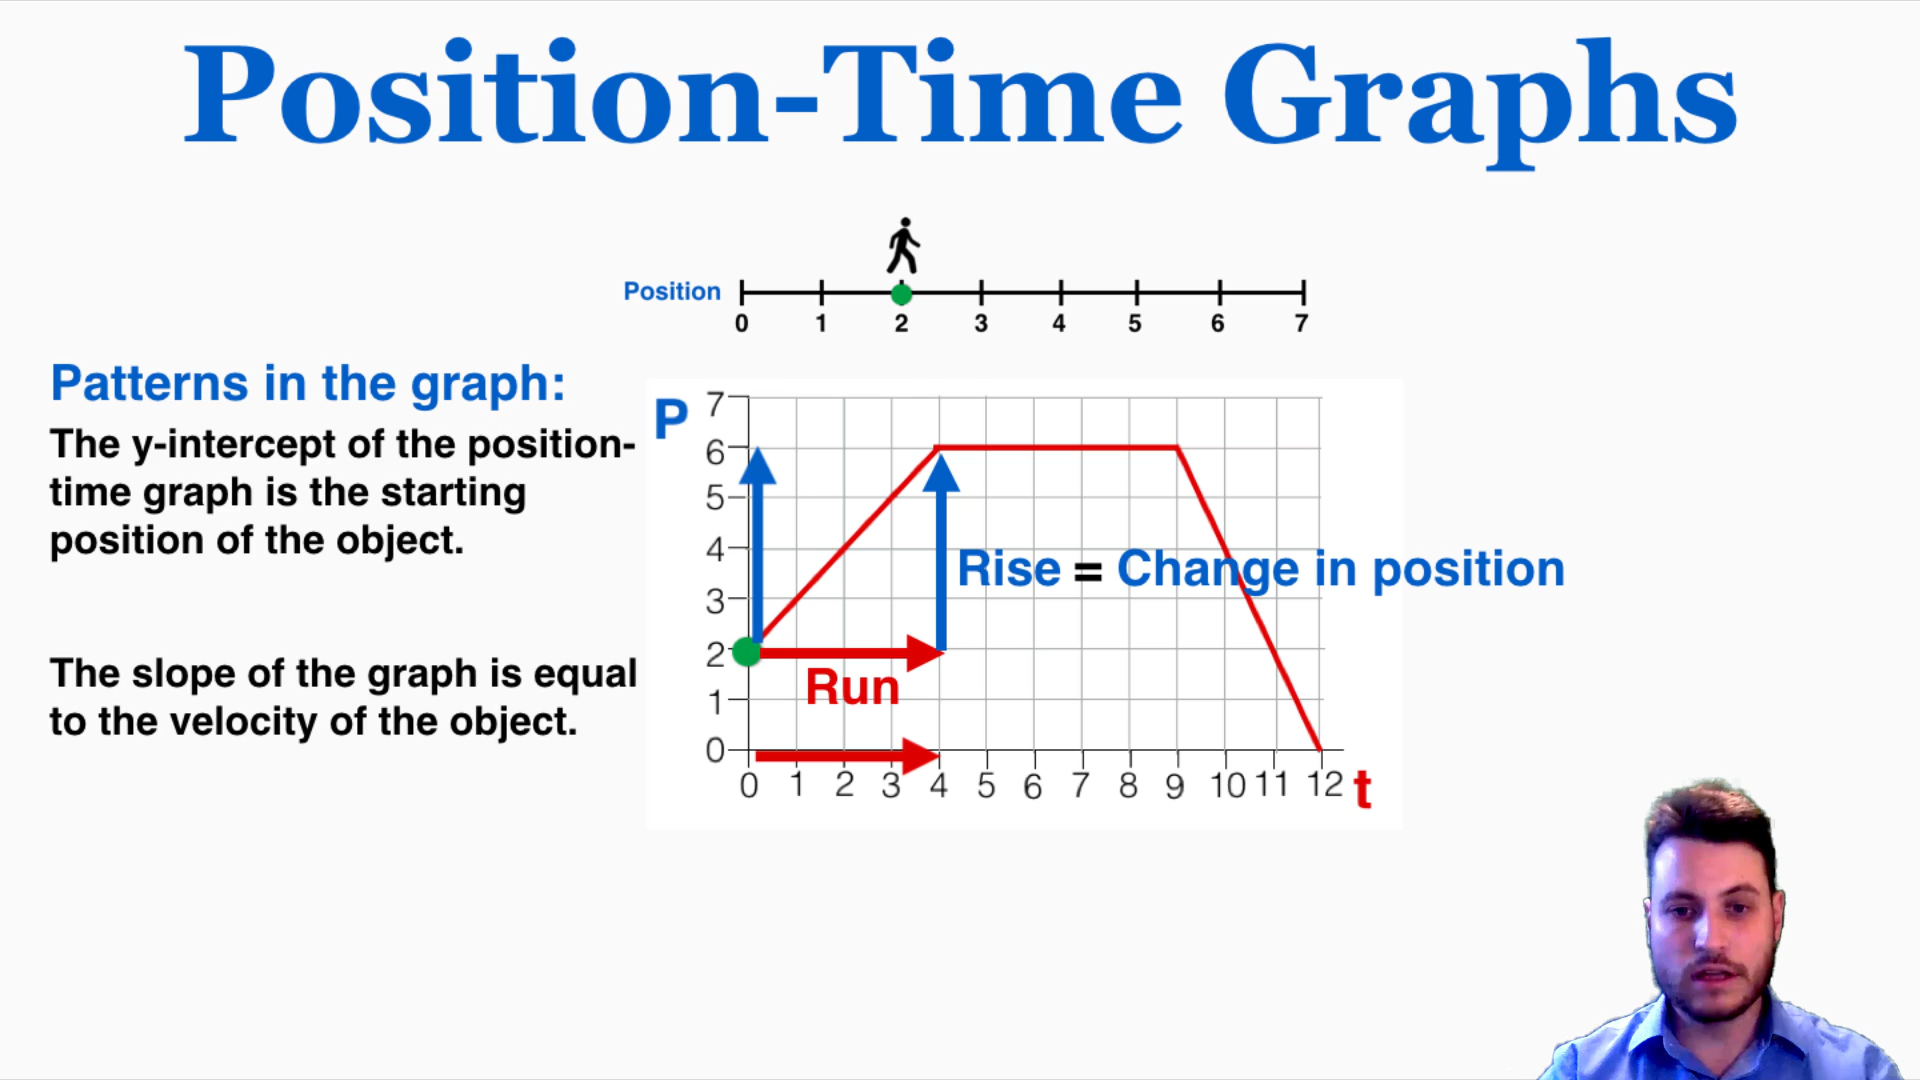 Position-Time Graphs
Position
0 1 2 3 4 5 6 7
Patterns in the graph:
The y-intercept of the position-
time graph is the starting
position of the object.
The slope of the graph is equal
to the velocity of the object.
P
7
6
5
4
3
2
1
0
Rise = Change in position
Run
0 1 2 3 4 5 6 7 8 9 10 11 12 t